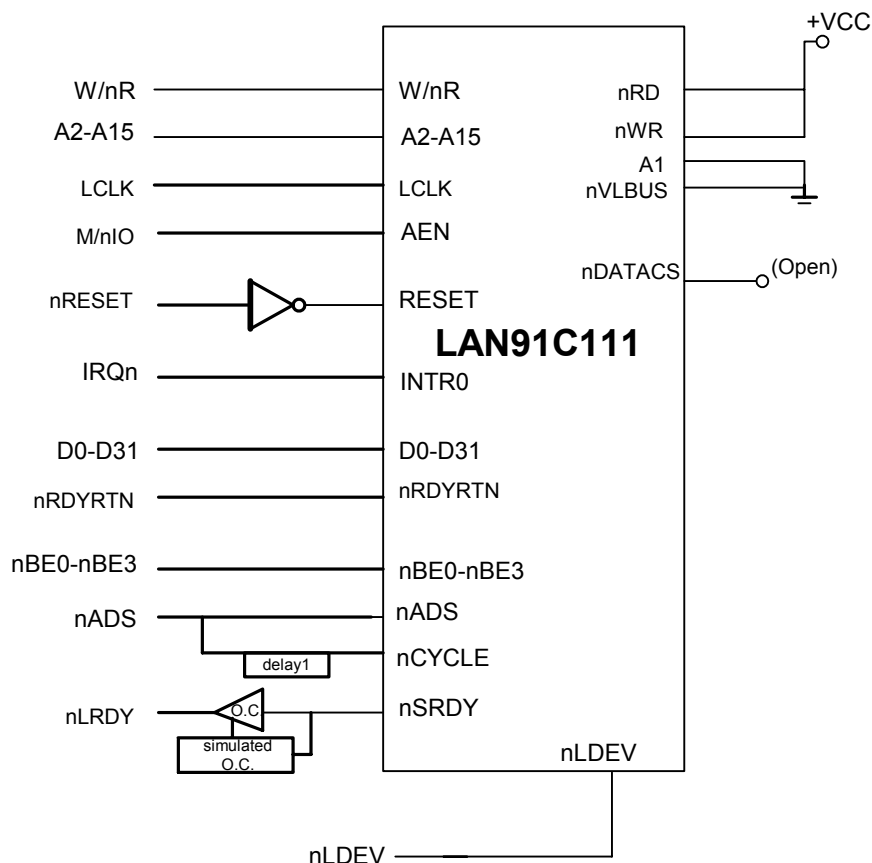 +VCC
W/nR
W/nR
nRD
A2-A15
A2-A15
nWR
A1
LCLK
LCLK
nVLBUS
M/nIO
AEN
nDATACS
(Open)
nRESET
RESET
LAN91C111
IRQn
INTR0
D0-D31
D0-D31
nRDYRTN
nRDYRTN
nBE0-nBE3
nBE0-nBE3
nADS
nADS
delay1
nCYCLE
nLRDY
O.C
nSRDY
simulated
O.C.
nLDEV
nLDEV